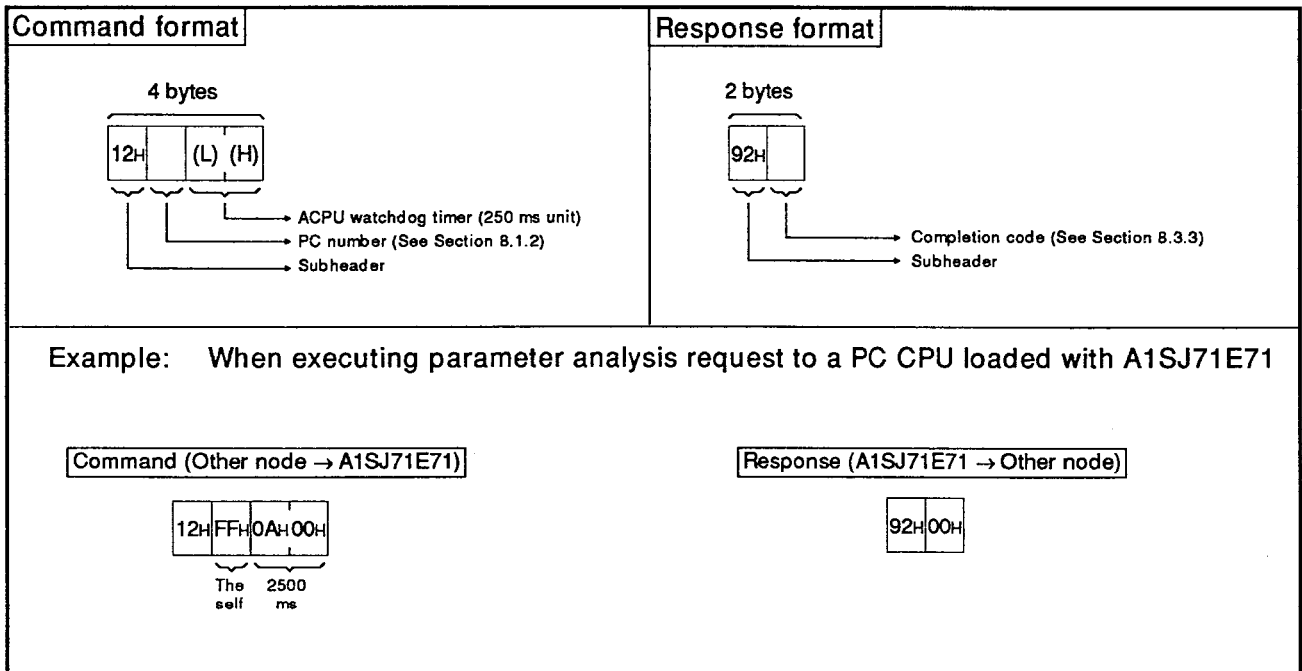 Command format
4 bytes
12H (L) (H)
ACPU watchdog timer (250 ms unit)
PC number (See Section 8.1.2)
Subheader
Response format
2 bytes
92H
Completion code (See Section 8.3.3)
Subheader
Example: When executing parameter analysis request to a PC CPU loaded with A1SJ71E71
Command (Other node → A1SJ71E71)
12H FFH 0AH 00H
The self
2500 ms
Response (A1SJ71E71 → Other node)
92H 00H